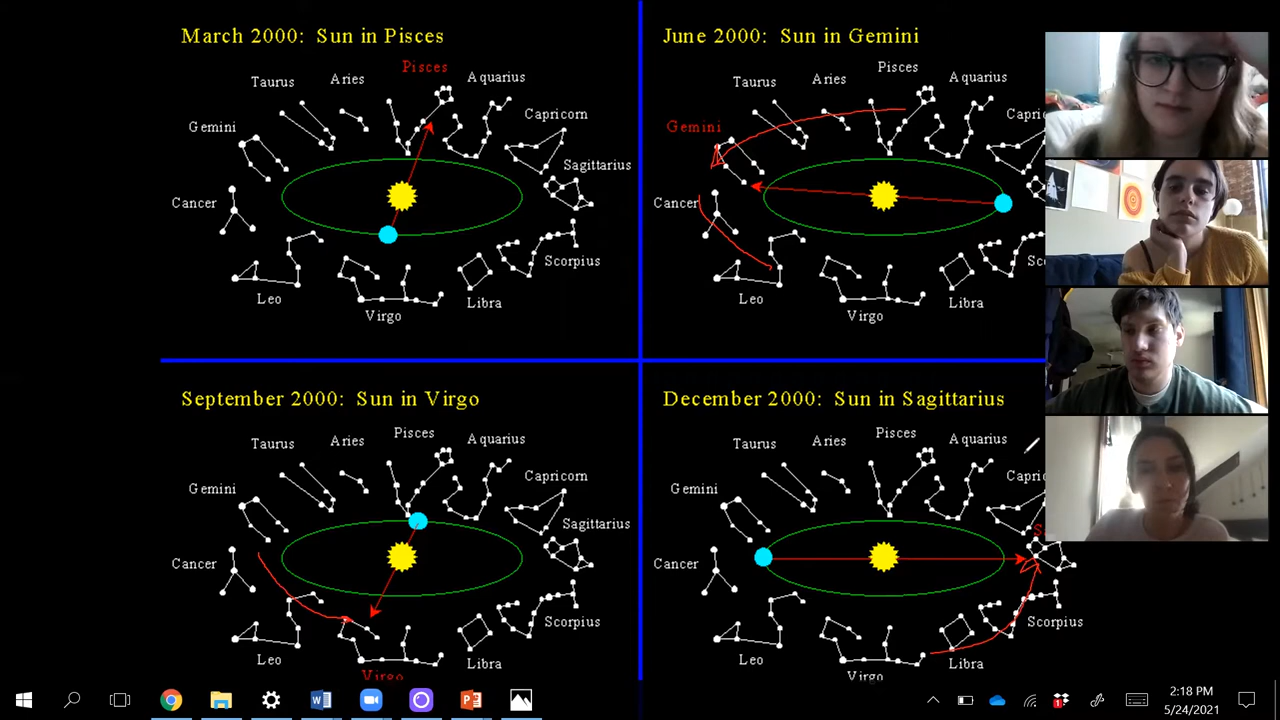 March 2000: Sun in Pisces
Pisces
Taurus Aries Aquarius
Gemini Capricorn
Sagittarius
Cancer
Scorpius
Leo Libra
Virgo
June 2000: Sun in Gemini
Pisces
Taurus Aries Aquarius
Gemini
Cancer
Leo Libra
Virgo
September 2000: Sun in Virgo
Pisces
Taurus Aries Aquarius
Gemini Capricorn
Sagittarius
Cancer
Scorpius
Leo Libra
Virgo
December 2000: Sun in Sagittarius
Pisces
Taurus Aries Aquarius
Gemini
Cancer
Scorpius
Leo Libra
Virgo
2:18 PM
5/24/2021